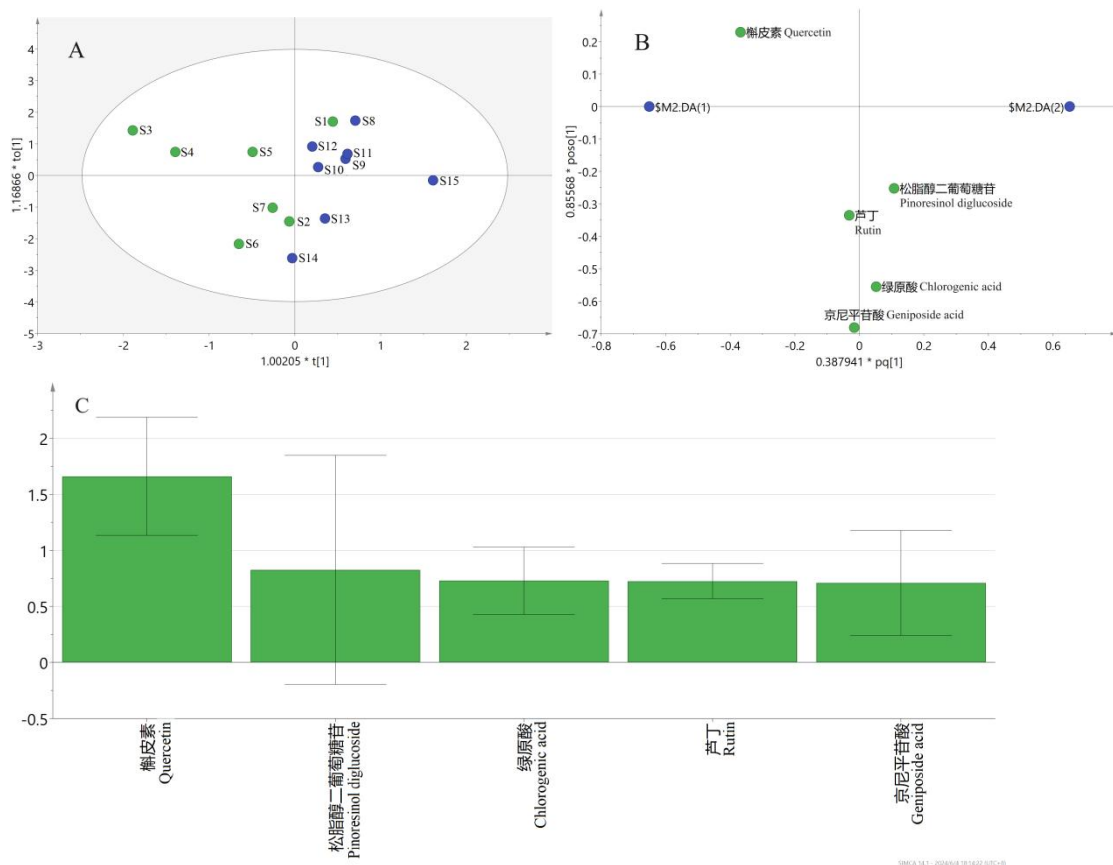 A
4
3
2
1
0
-1
-2
-3
-4
-5
-3
-2
-1
0
1
2
1.16866 * to[1]
1.00205 * t[1]
S1
S8
S3
S12
S11
S4
S5
S9
S10
S15
S7
S2
S13
S6
S14
B
0.2
0.1
0
-0.1
-0.2
-0.3
-0.4
-0.5
-0.6
-0.7
-0.8
-0.6
-0.4
-0.2
0
0.2
0.4
0.6
0.85568 * poso[1]
0.387941 * pq[1]
槲皮素 Quercetin
$M2.DA(1)
$M2.DA(2)
松脂醇二葡萄糖苷
Pinoresinol diglucoside
芦丁
Rutin
绿原酸 Chlorogenic acid
京尼平苷酸 Geniposide acid
C
2
1.5
1
0.5
0
-0.5
槲皮素
Quercetin
松脂醇二葡萄糖苷
Pinoresinol diglucoside
绿原酸
Chlorogenic acid
芦丁
Rutin
京尼平苷酸
Geniposide acid